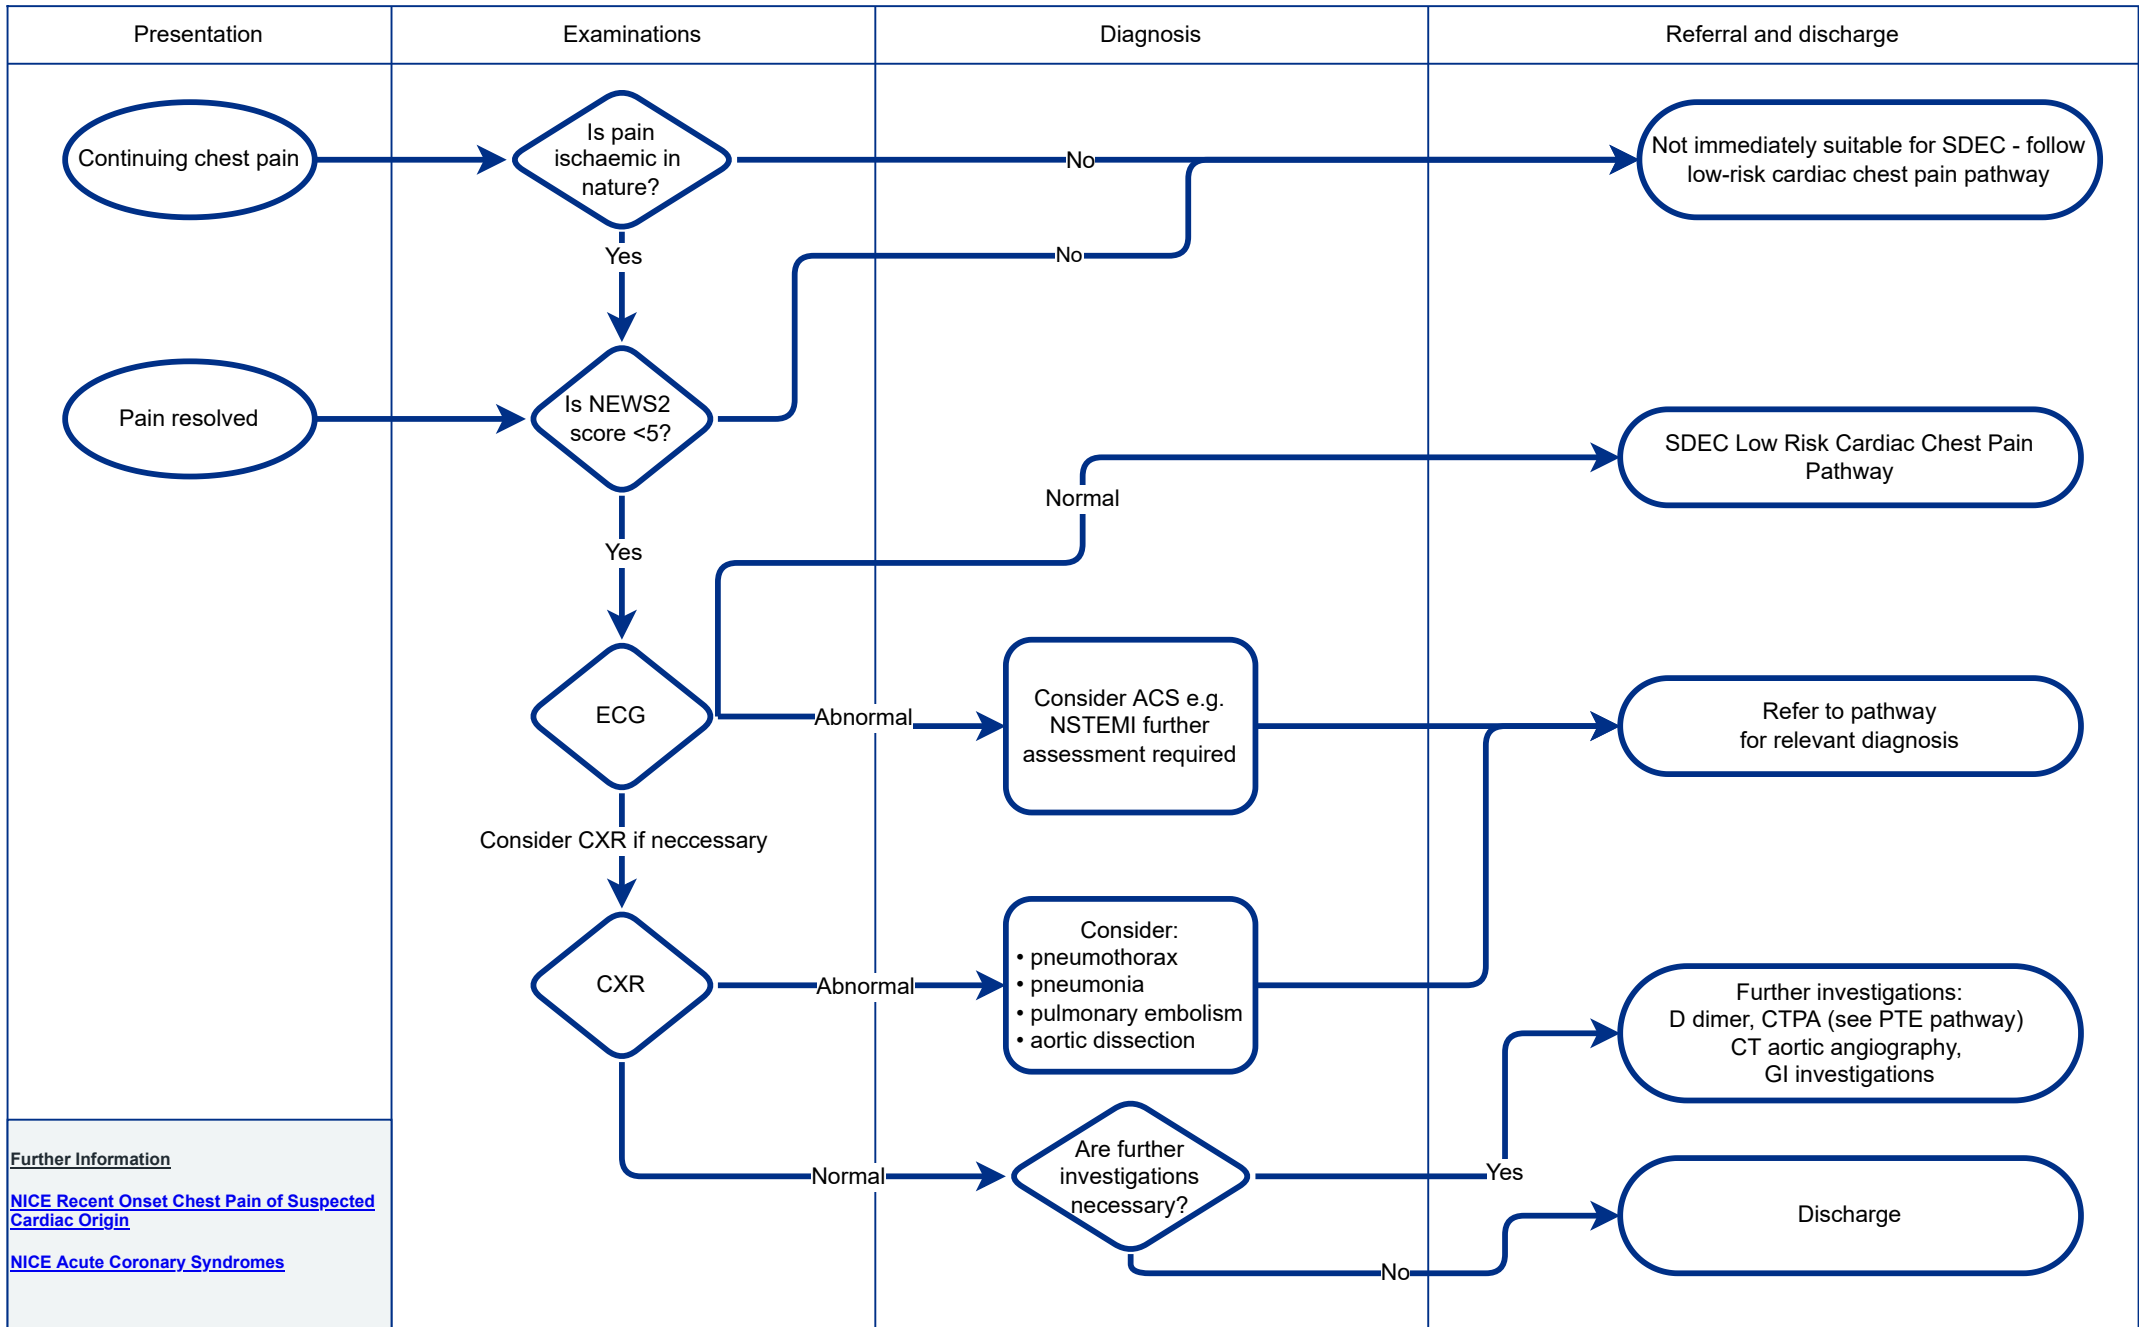 Presentation
Examinations
Diagnosis
Referral and discharge
Continuing chest pain
Is pain
ischaemic in
nature?
No
Not immediately suitable for SDEC - follow
low-risk cardiac chest pain pathway
Yes
No
Pain resolved
Is NEWS2
score <5?
SDEC Low Risk Cardiac Chest Pain
Pathway
Normal
Yes
ECG
Abnormal
Consider ACS e.g.
NSTEMI further
assessment required
Refer to pathway
for relevant diagnosis
Consider CXR if neccessary
CXR
Abnormal
Consider:
• pneumothorax
• pneumonia
• pulmonary embolism
• aortic dissection
Further investigations:
D dimer, CTPA (see PTE pathway)
CT aortic angiography,
GI investigations
Normal
Are further
investigations
necessary?
Yes
Discharge
No
Further Information
NICE Recent Onset Chest Pain of Suspected
Cardiac Origin
NICE Acute Coronary Syndromes